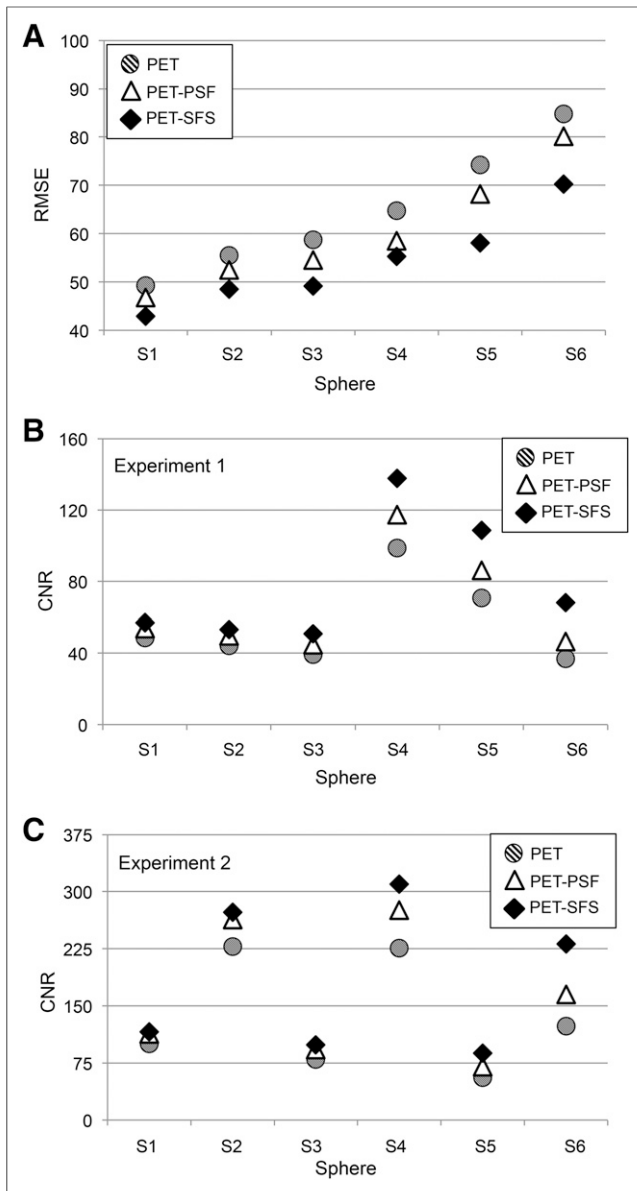 A
100
90
80
70
60
50
40
RMSE
PET
PET-PSF
PET-SFS
S1 S2 S3 S4 S5 S6
Sphere
B
160
120
80
40
0
CNR
Experiment 1
PET
PET-PSF
PET-SFS
S1 S2 S3 S4 S5 S6
Sphere
C
375
300
225
150
75
0
CNR
Experiment 2
PET
PET-PSF
PET-SFS
S1 S2 S3 S4 S5 S6
Sphere